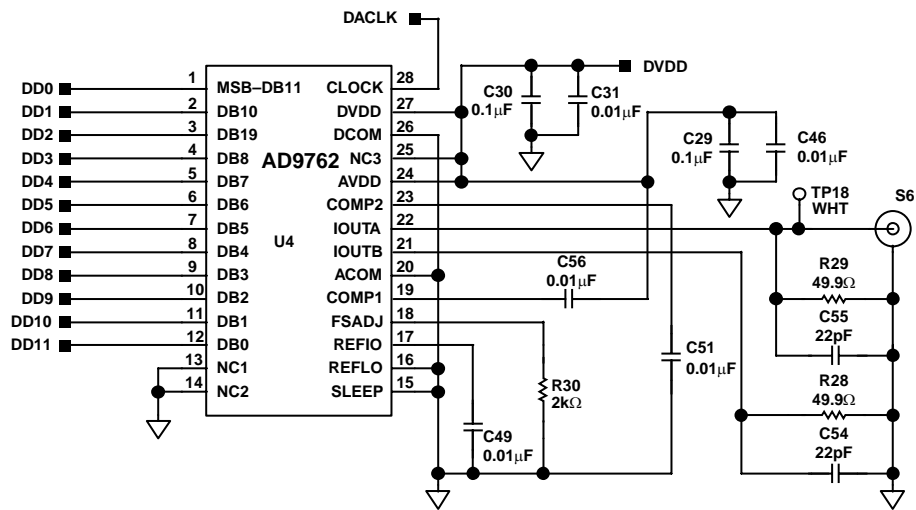 DACLK
DVDD
C30
0.1µF
C31
0.01µF
C29
0.1µF
C46
0.01µF
TP18
WHT
S6
DD0
DD1
DD2
DD3
DD4
DD5
DD6
DD7
DD8
DD9
DD10
DD11
1
2
3
4
5
6
7
8
9
10
11
12
13
14
MSB–DB11
DB10
DB19
DB8
DB7
DB6
DB5
DB4
DB3
DB2
DB1
DB0
NC1
NC2
AD9762
U4
CLOCK
DVDD
DCOM
NC3
AVDD
COMP2
IOUTA
IOUTB
ACOM
COMP1
FSADJ
REFIO
REFLO
SLEEP
28
27
26
25
24
23
22
21
20
19
18
17
16
15
C56
0.01µF
R29
49.9Ω
C55
22pF
C51
0.01µF
R30
2kΩ
R28
49.9Ω
C49
0.01µF
C54
22pF